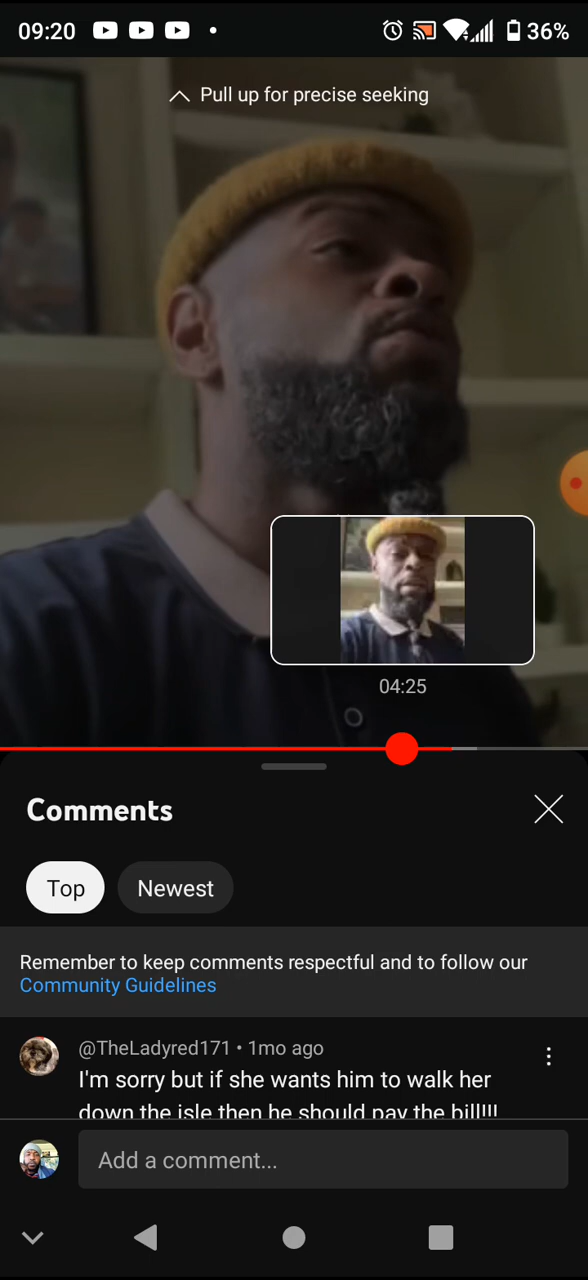 09:20
36%
Pull up for precise seeking
04:25
Comments
Top
Newest
Remember to keep comments respectful and to follow our
Community Guidelines
@TheLadyred171 • 1mo ago
I'm sorry but if she wants him to walk her
down the isle then he should pay the bill!!!
Add a comment...